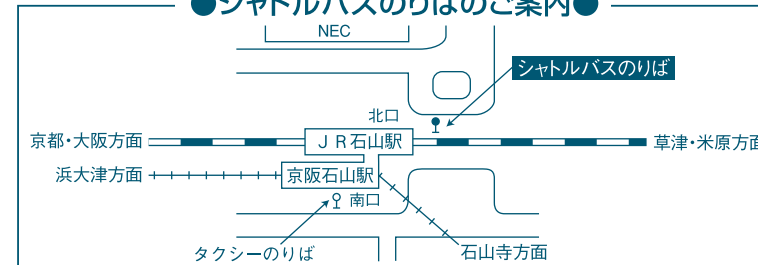 ●シャトルバスのりばのご案内●
NEC
シャトルバスのりば
北口
京都・大阪方面
JR石山駅
草津・米原方面
浜大津方面
京阪石山駅
南口
タクシーのりば
石山寺方面